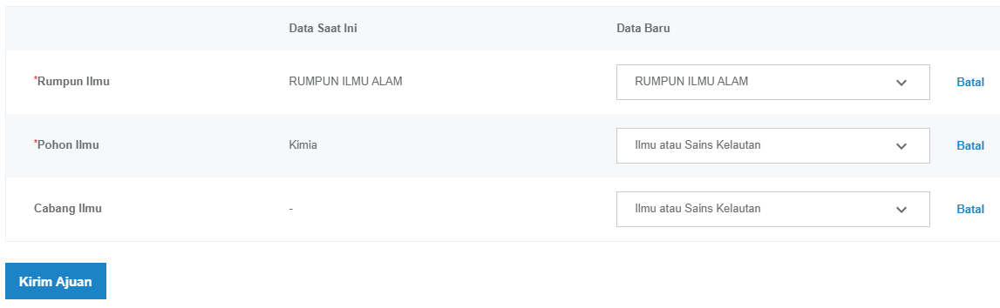 Data Saat Ini Data Baru
*Rumpun Ilmu RUMPUN ILMU ALAM RUMPUN ILMU ALAM Batal
*Pohon Ilmu Kimia Ilmu atau Sains Kelautan Batal
Cabang Ilmu - Ilmu atau Sains Kelautan Batal
Kirim Ajuan